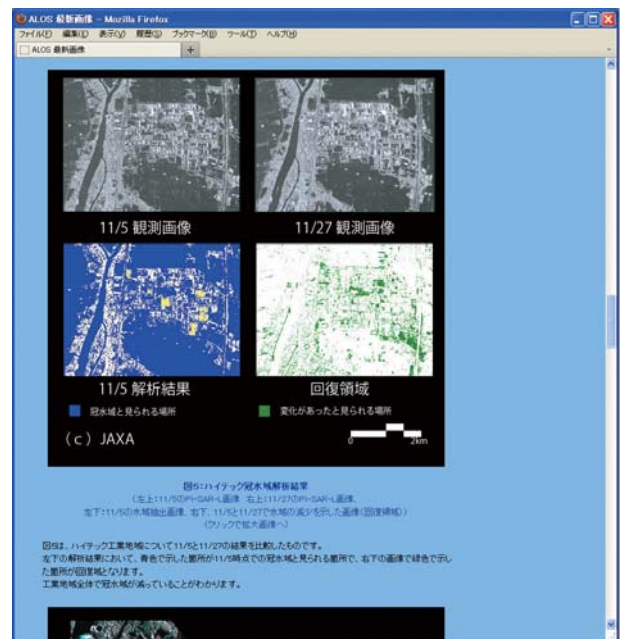 ALOS 最新画像 - Mozilla Firefox
ファイル(F) 編集(E) 表示(V) 履歴(S) ブックマーク(B) ツール(T) ヘルプ(H)
ALOS 最新画像
11/5 観測画像 11/27 観測画像
11/5 解析結果 回復領域
冠水域と見られる場所 変化があったと見られる場所
(c) JAXA 0 2km
図5:ハイテック冠水域解析結果
(左上:11/5のPi-SAR-L画像 右上:11/27のPi-SAR-L画像、
左下:11/5の水域抽出画像、右下、11/5と11/27で水域の減少を示した画像(回復領域))
(クリックで拡大画像へ)
図5は、ハイテック工業地域について11/5と11/27の結果を比較したものです。
左下の解析結果において、青色で示した箇所が11/5時点での冠水域と見られる箇所で、右下の画像で緑色で示し
た箇所が回復域となります。
工業地域全体で冠水域が減っていることがわかります。